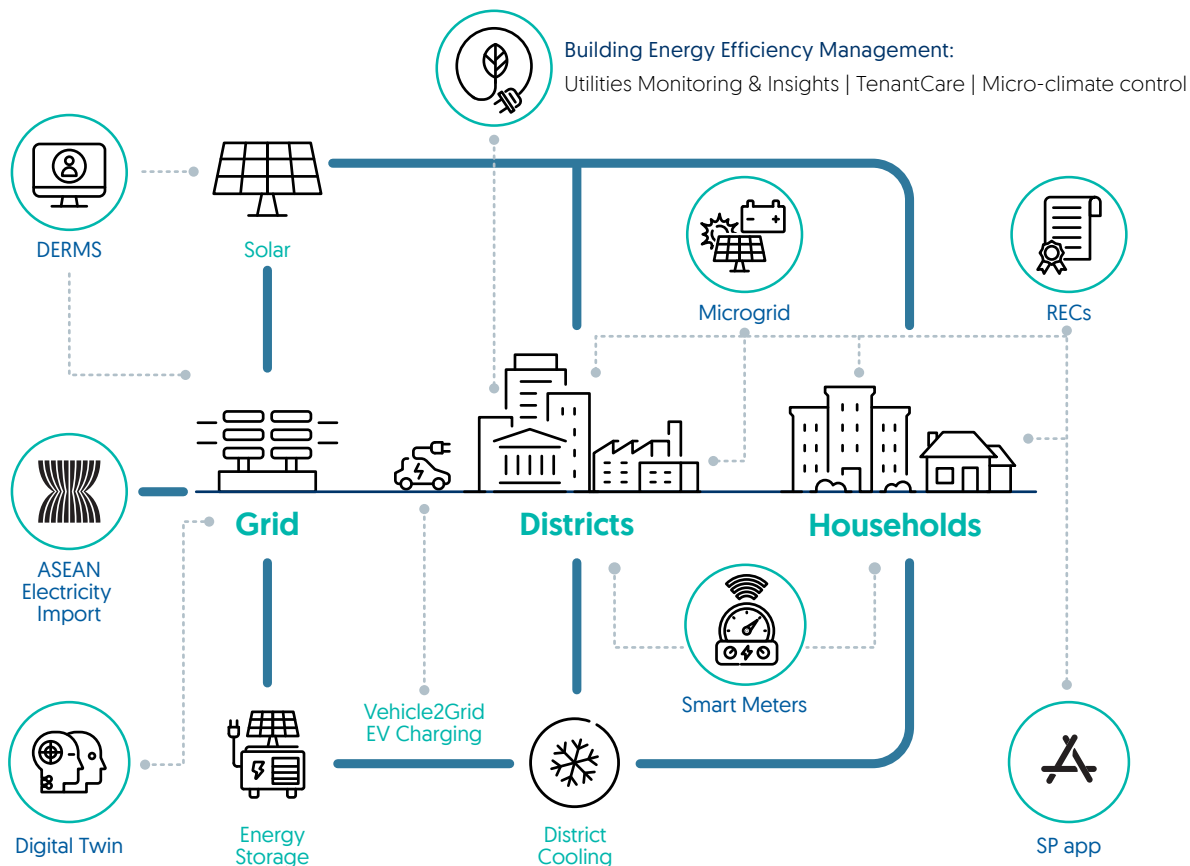 Building Energy Efficiency Management:
Utilities Monitoring & Insights | TenantCare | Micro-climate control
DERMS
Solar
Microgrid
RECs
ASEAN
Electricity
Import
Grid
Districts
Households
Vehicle2Grid
EV Charging
Smart Meters
Digital Twin
Energy
Storage
District
Cooling
SP app